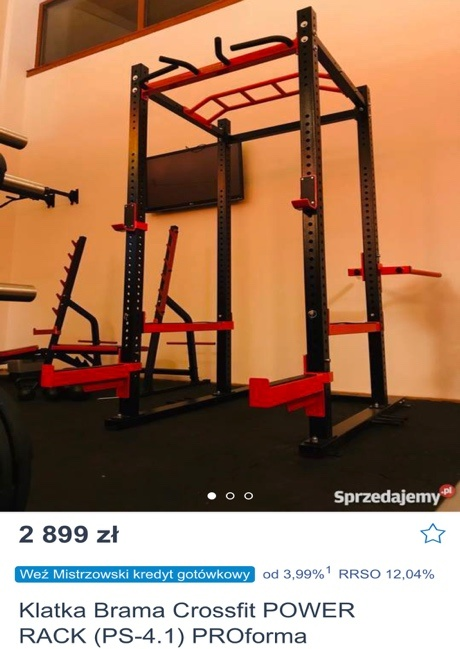 Sprzedajemy.pl
2 899 zł
Weź Mistrzowski kredyt gotówkowy od 3,99%1 RRSO 12,04%
Klatka Brama Crossfit POWER
RACK (PS-4.1) PROforma